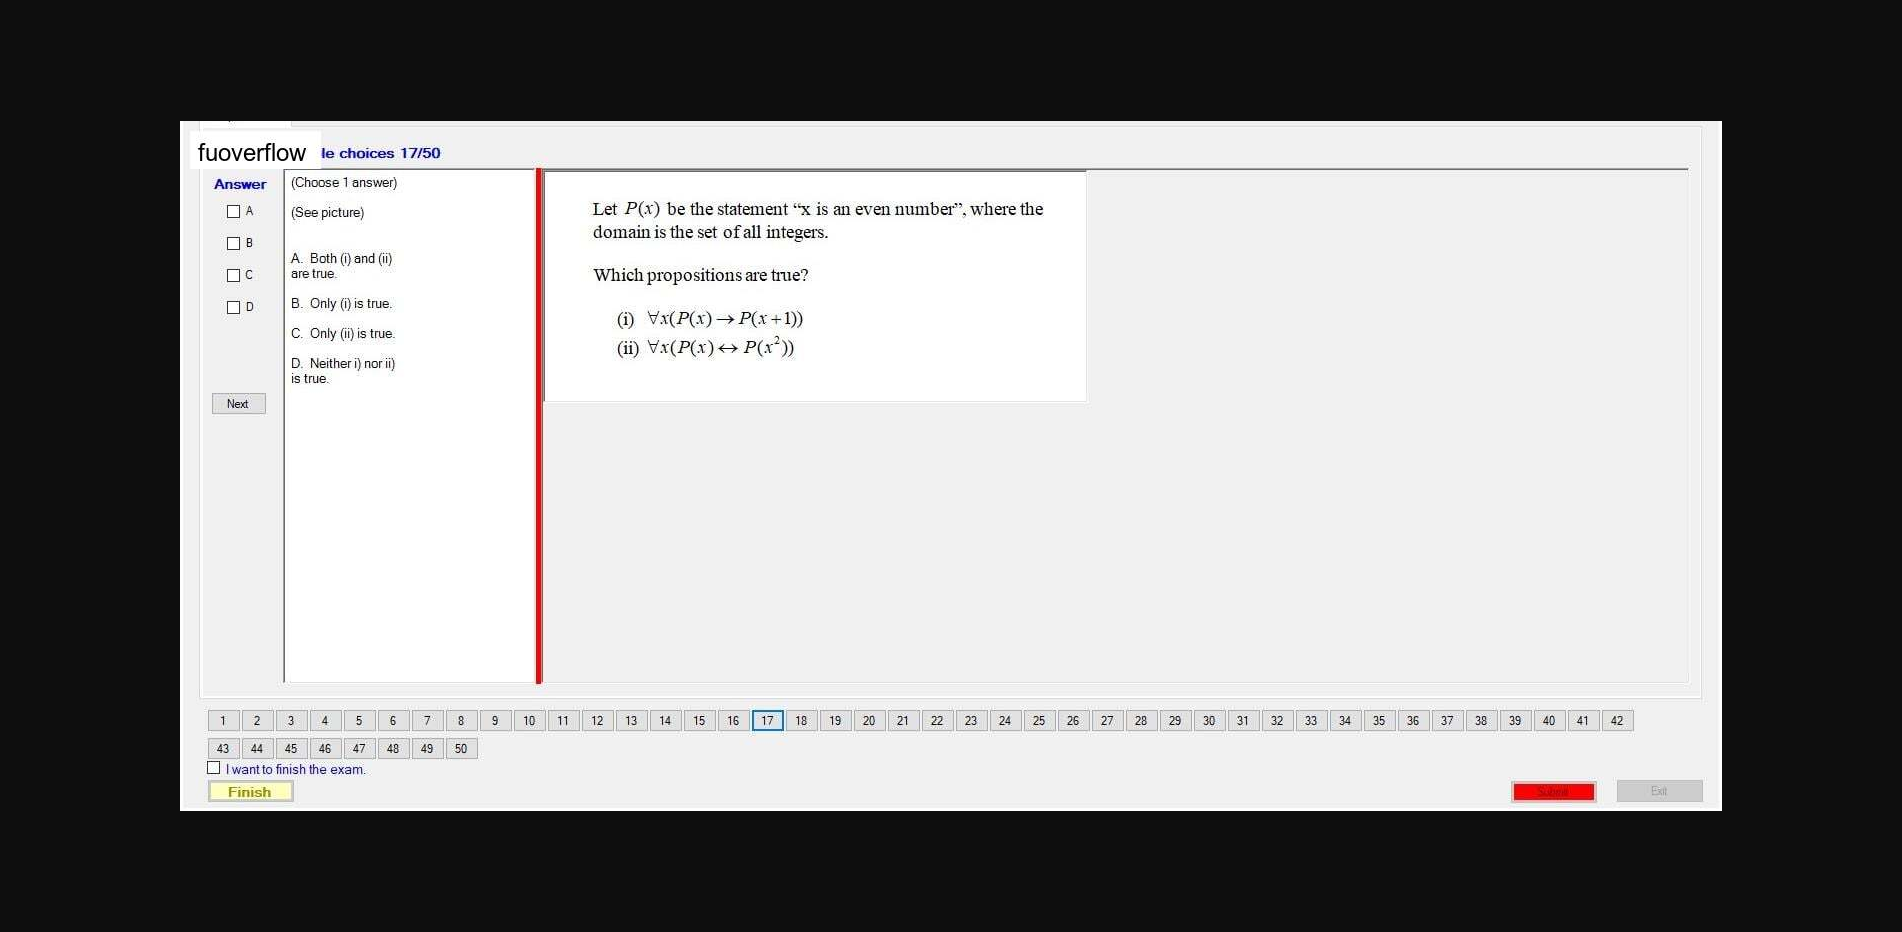 fuoverflow le choices 17/50
Answer
A
B
C
D
Next
(Choose 1 answer)
(See picture)
A. Both (i) and (ii)
are true.
B. Only (i) is true.
C. Only (ii) is true.
D. Neither i) nor ii)
is true.
Let P(x) be the statement “x is an even number”, where the
domain is the set of all integers.
Which propositions are true?
(i) ∀x(P(x) → P(x+1))
(ii) ∀x(P(x) ↔ P(x²))
1 2 3 4 5 6 7 8 9 10 11 12 13 14 15 16 17 18 19 20 21 22 23 24 25 26 27 28 29 30 31 32 33 34 35 36 37 38 39 40 41 42
43 44 45 46 47 48 49 50
I want to finish the exam.
Finish
Submit
Exit